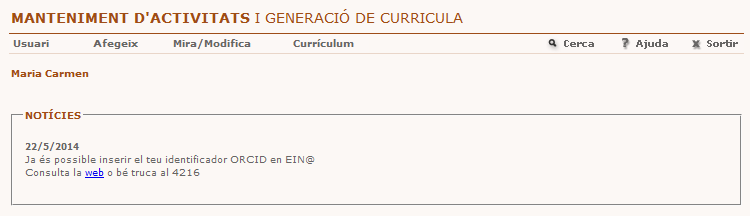 MANTENIMENT D'ACTIVITATS I GENERACIÓ DE CURRICULA
Usuari Afegeix Mira/Modifica Currículum Cerca Ajuda Sortir
Maria Carmen
NOTÍCIES
22/5/2014
Ja és possible inserir el teu identificador ORCID en EIN@
Consulta la web o bé truca al 4216